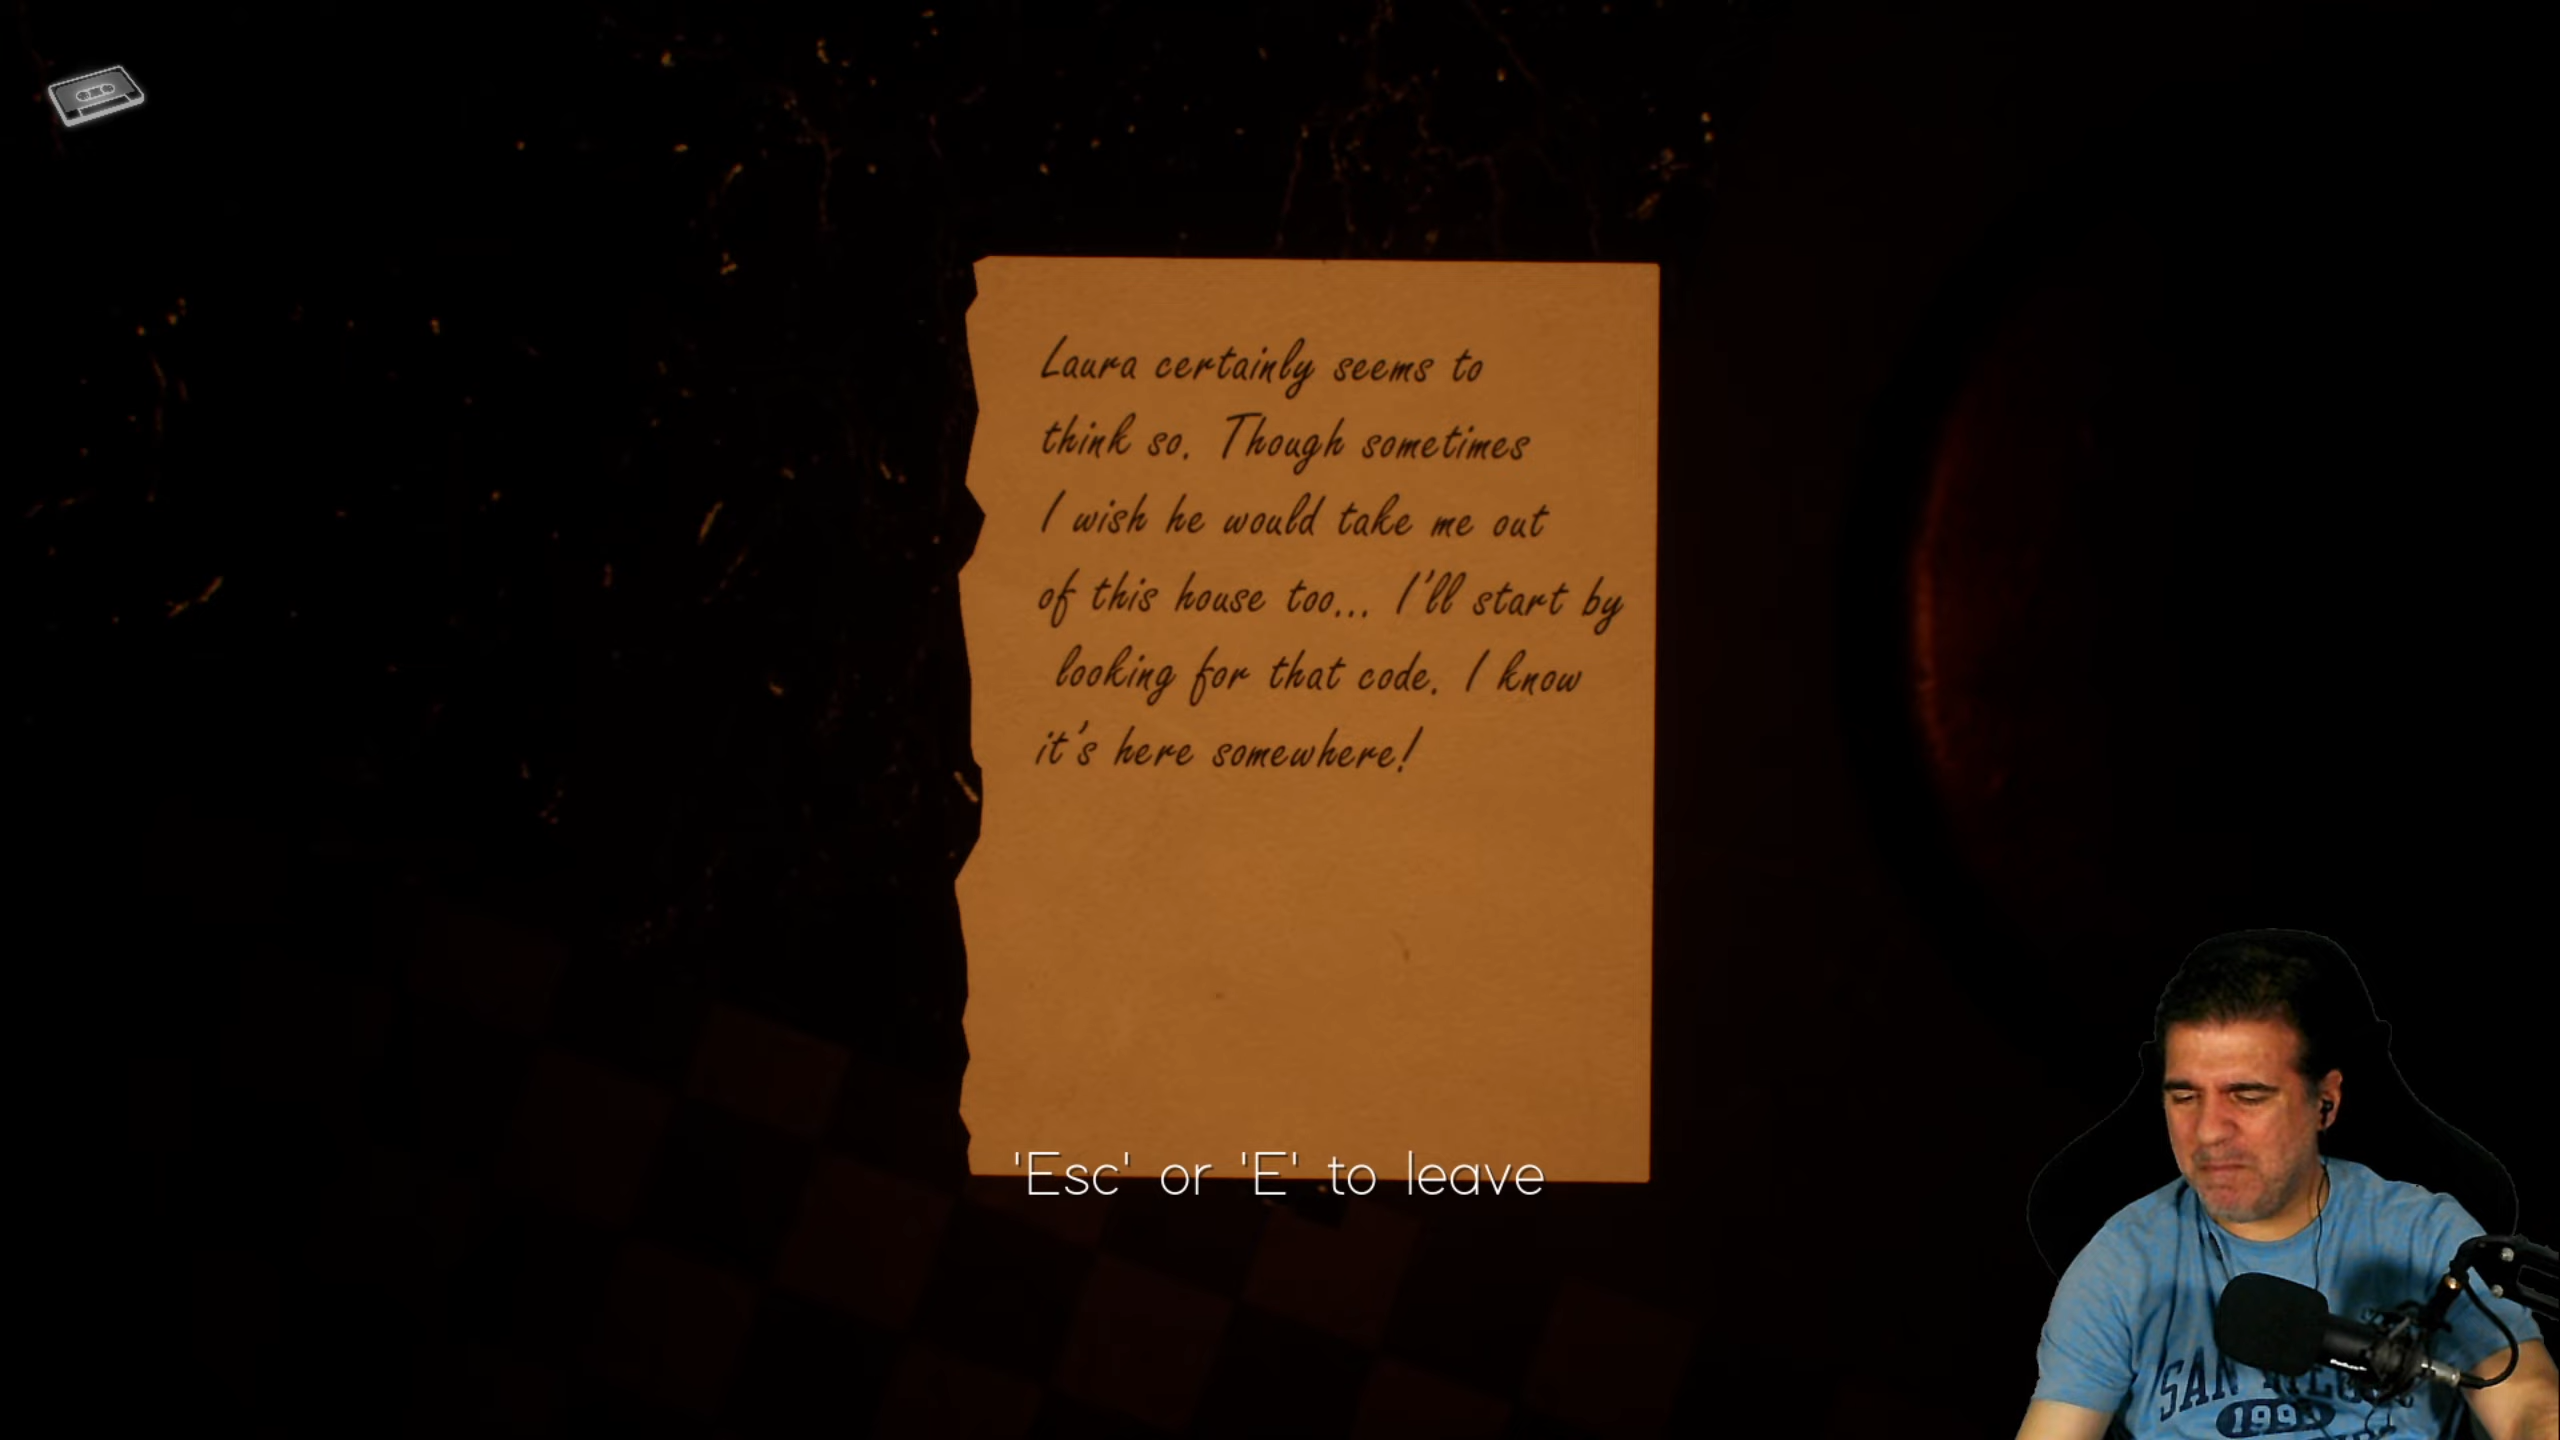 Laura certainly seems to
think so. Though sometimes
I wish he would take me out
of this house too... I'll start by
looking for that code. I know
it's here somewhere!
'Esc' or 'E' to leave
SAN